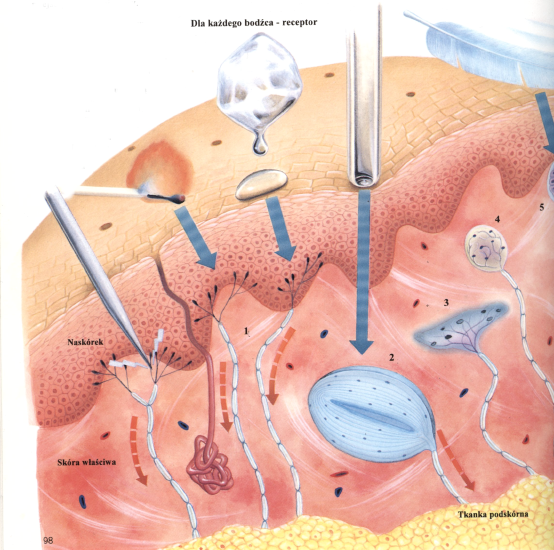 Dla każdego bodźca - receptor
5
4
3
1
2
Naskórek
Skóra właściwa
Tkanka podskórna
98